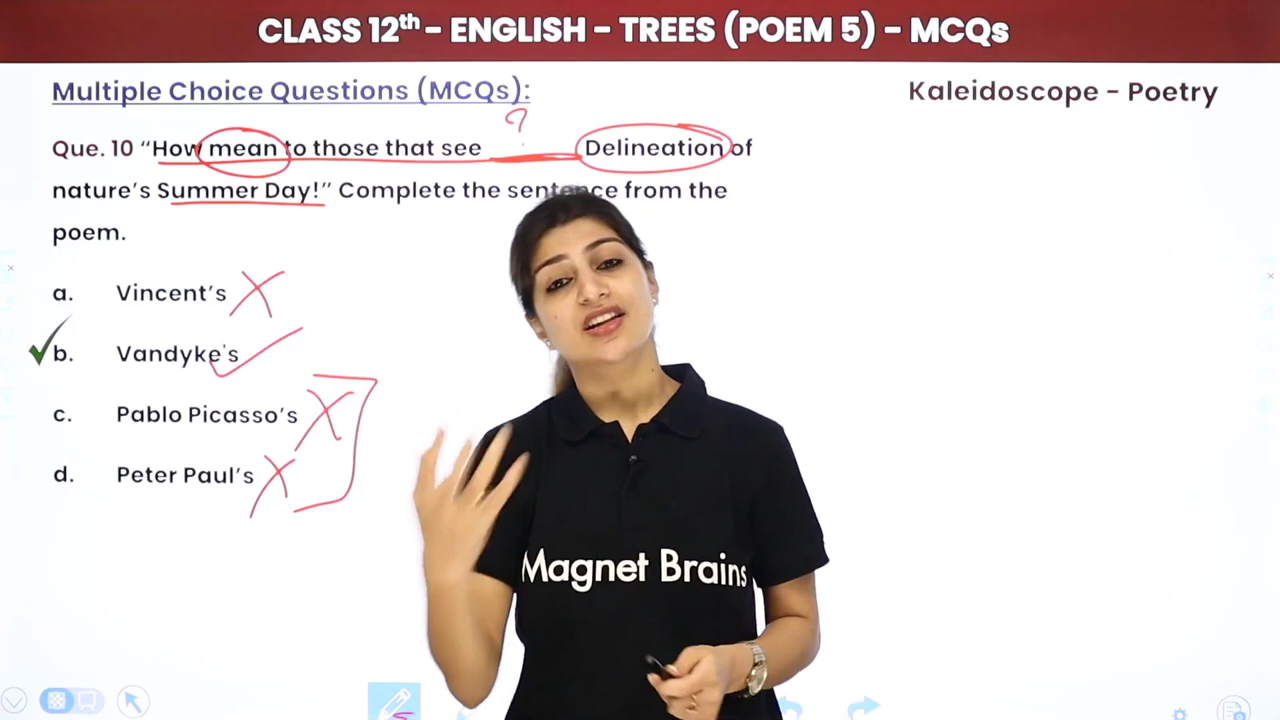 CLASS 12th – ENGLISH – TREES (POEM 5) – MCQs
Multiple Choice Questions (MCQs):
Kaleidoscope – Poetry
?
Que. 10 “How mean to those that see ______ Delineation of
nature’s Summer Day!” Complete the sentence from the
poem.
a. Vincent’s
b. Vandyke's
c. Pablo Picasso’s
d. Peter Paul’s
Magnet Brains